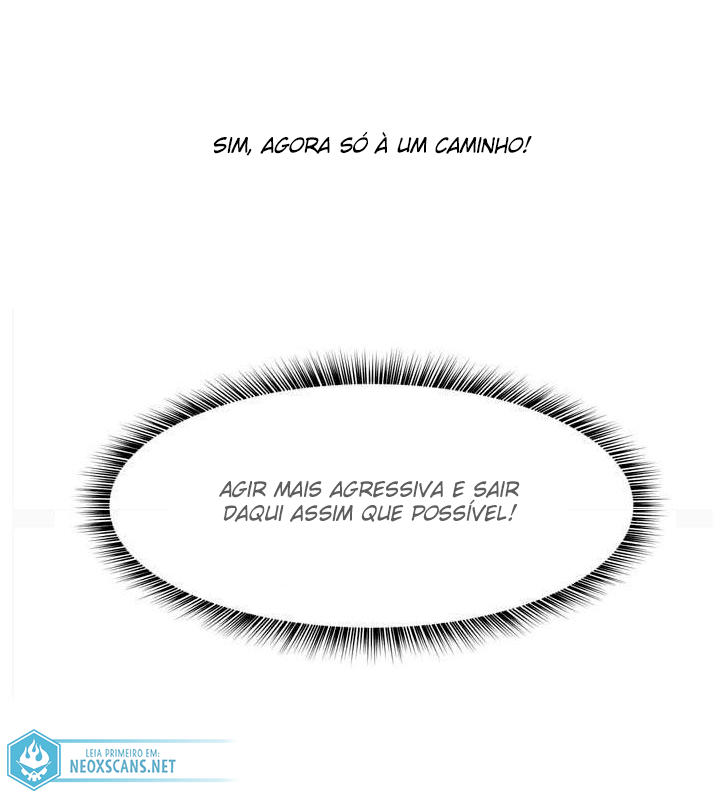 SIM, AGORA SÓ À UM CAMINHO!
AGIR MAIS AGRESSIVA E SAIR
DAQUI ASSIM QUE POSSÍVEL!
LEIA PRIMEIRO EM:
NEOXSCANS.NET